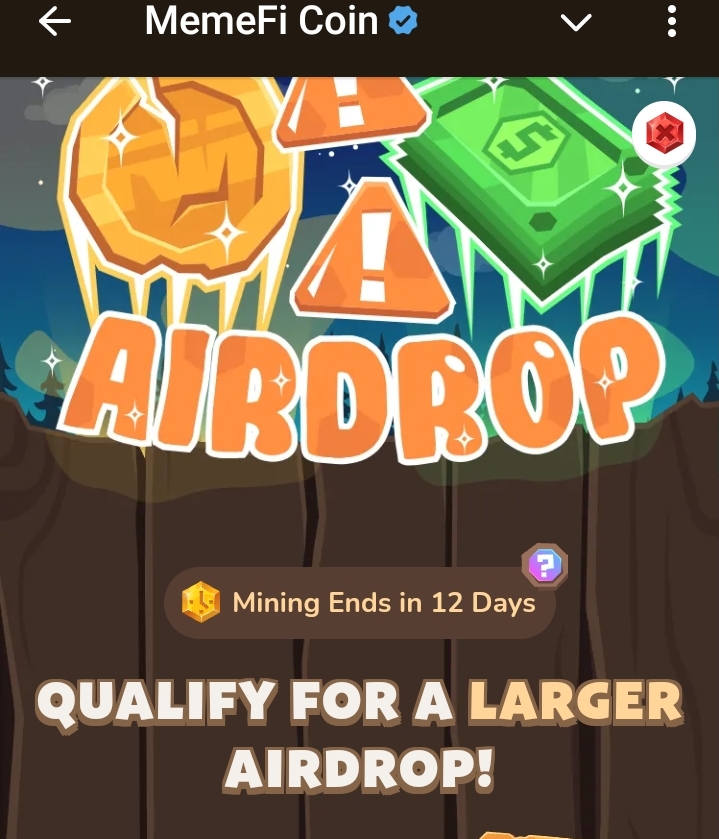 MemeFi Coin
!
!
$
AIRDROP
?
Mining Ends in 12 Days
QUALIFY FOR A LARGER
AIRDROP!